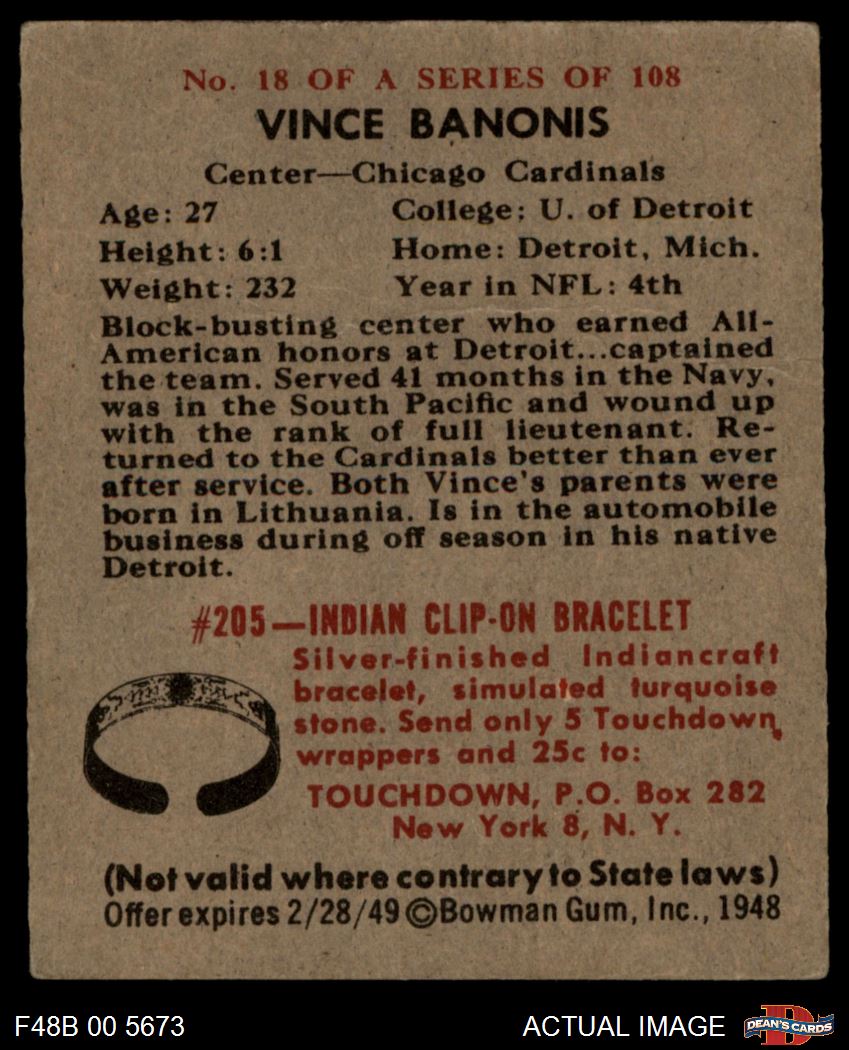 No. 18 OF A SERIES OF 108
VINCE BANONIS
Center—Chicago Cardinals
Age: 27 College: U. of Detroit
Height: 6:1 Home: Detroit, Mich.
Weight: 232 Year in NFL: 4th
Block-busting center who earned All-
American honors at Detroit...captained
the team. Served 41 months in the Navy,
was in the South Pacific and wound up
with the rank of full lieutenant. Re-
turned to the Cardinals better than ever
after service. Both Vince's parents were
born in Lithuania. Is in the automobile
business during off season in his native
Detroit.
#205—INDIAN CLIP-ON BRACELET
Silver-finished Indiancraft
bracelet, simulated turquoise
stone. Send only 5 Touchdown
wrappers and 25c to:
TOUCHDOWN, P.O. Box 282
New York 8, N. Y.
(Not valid where contrary to State laws)
Offer expires 2/28/49 ©Bowman Gum, Inc., 1948
F48B 00 5673 ACTUAL IMAGE DEAN'S CARDS